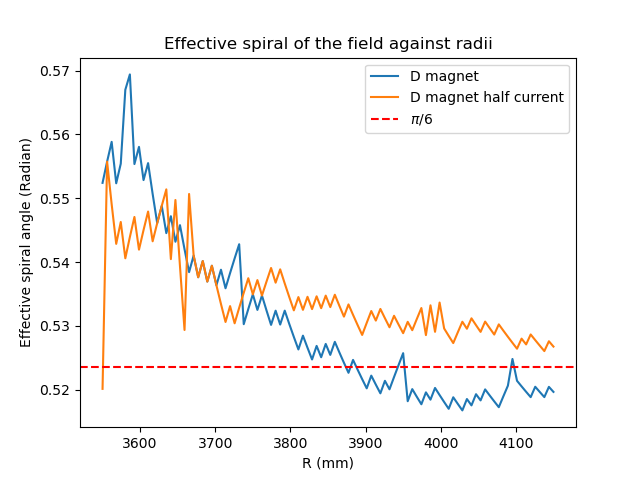 Effective spiral of the field against radii
D magnet
D magnet half current
π/6
Effective spiral angle (Radian)
0.57
0.56
0.55
0.54
0.53
0.52
3600 3700 3800 3900 4000 4100
R (mm)